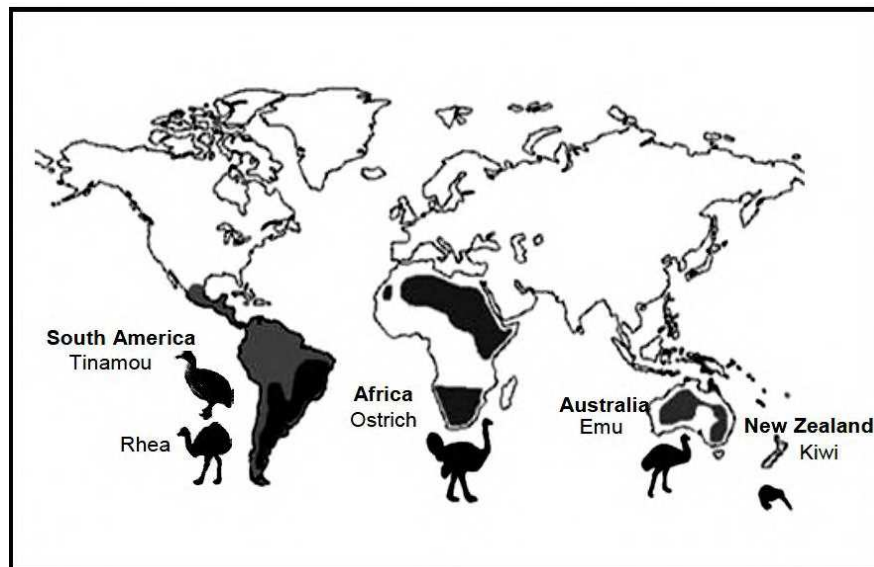 South America
Tinamou
Rhea
Africa
Ostrich
Australia
Emu
New Zealand
Kiwi